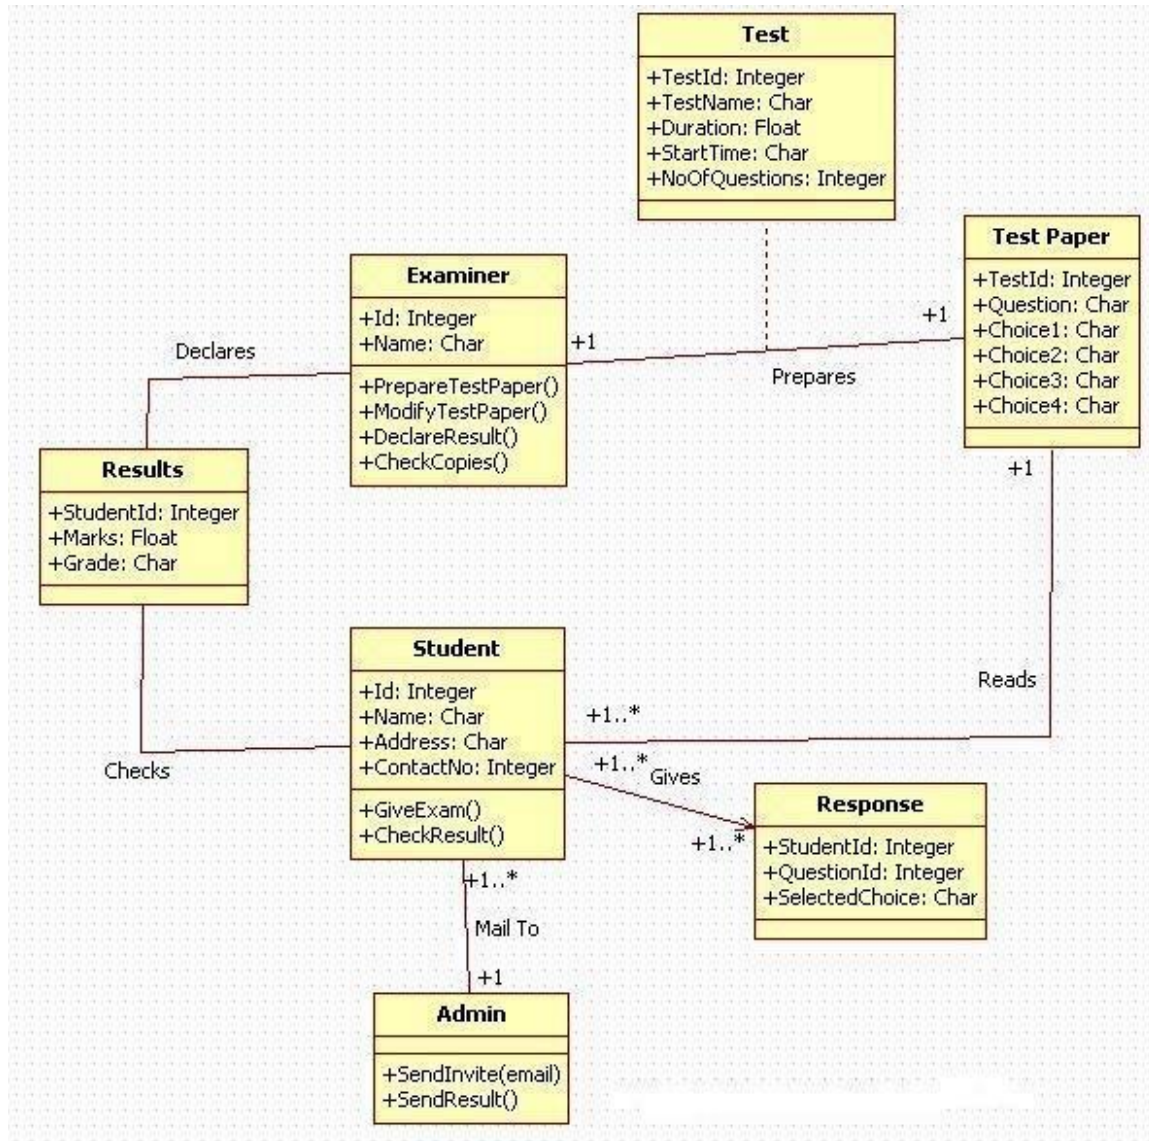 Test
+TestId: Integer
+TestName: Char
+Duration: Float
+StartTime: Char
+NoOfQuestions: Integer
Test Paper
+TestId: Integer
+Question: Char
+Choice1: Char
+Choice2: Char
+Choice3: Char
+Choice4: Char
Examiner
+Id: Integer
+Name: Char
+PrepareTestPaper()
+ModifyTestPaper()
+DeclareResult()
+CheckCopies()
+1
+1
Prepares
Declares
Results
+StudentId: Integer
+Marks: Float
+Grade: Char
+1
Reads
Student
+Id: Integer
+Name: Char
+Address: Char
+ContactNo: Integer
+GiveExam()
+CheckResult()
+1..*
Checks
+1..*
Gives
+1..*
Response
+StudentId: Integer
+QuestionId: Integer
+SelectedChoice: Char
+1..*
Mail To
+1
Admin
+SendInvite(email)
+SendResult()